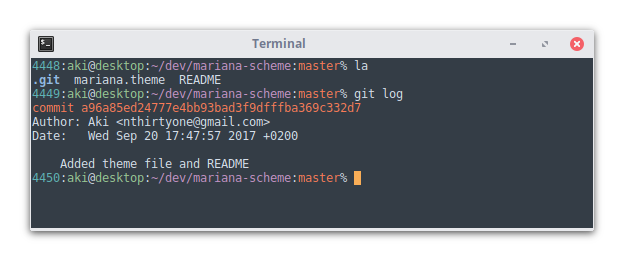 Terminal
4448:aki@desktop:~/dev/mariana-scheme:master% la
.git  mariana.theme  README
4449:aki@desktop:~/dev/mariana-scheme:master% git log
commit a96a85ed24777e4bb93bad3f9dfffba369c332d7
Author: Aki <nthirtyone@gmail.com>
Date:   Wed Sep 20 17:47:57 2017 +0200
    Added theme file and README
4450:aki@desktop:~/dev/mariana-scheme:master%